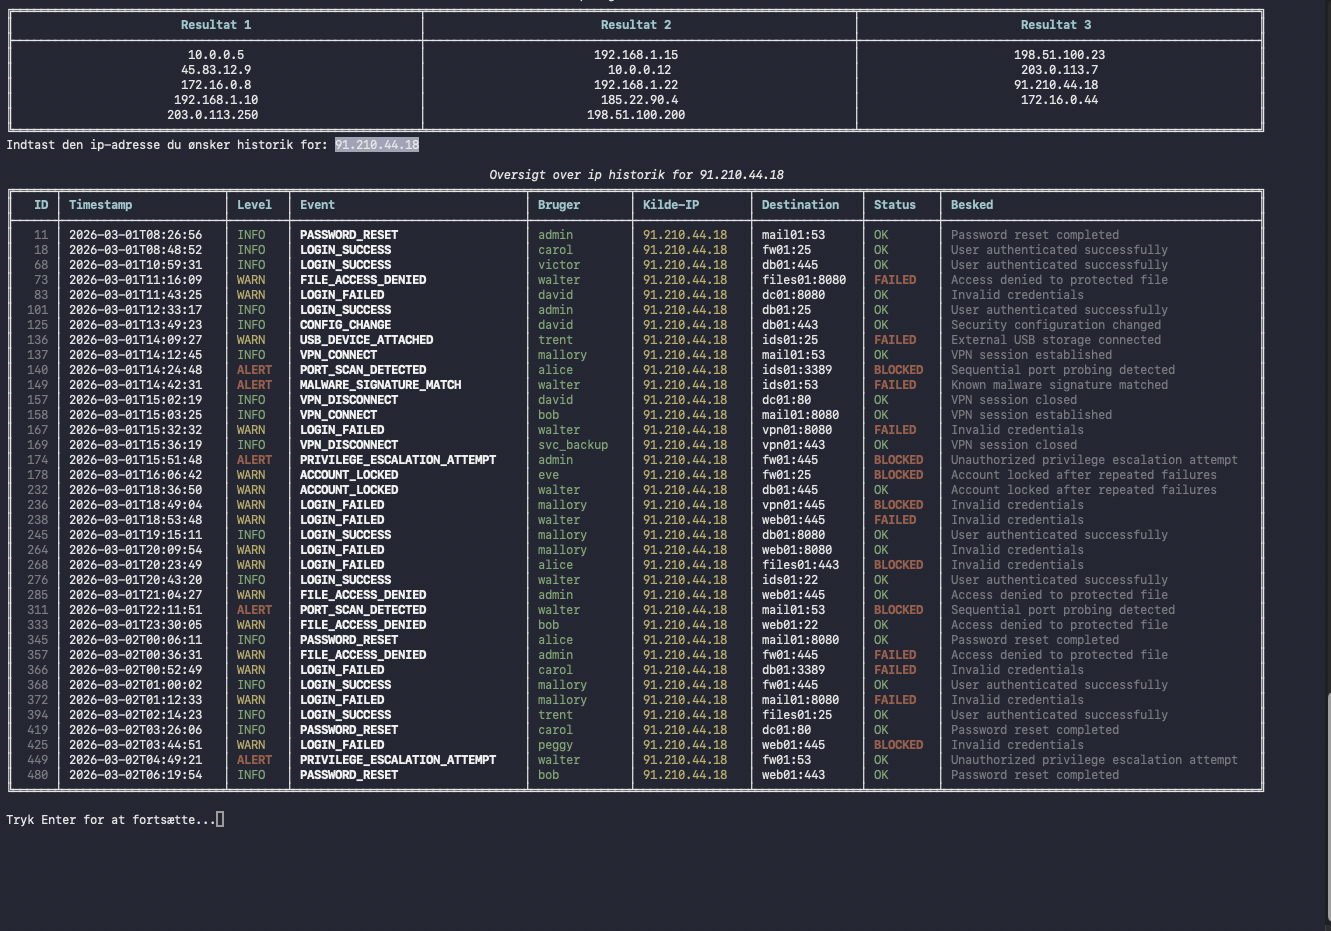 Resultat 1 Resultat 2 Resultat 3
10.0.0.5 192.168.1.15 198.51.100.23
45.83.12.9 10.0.0.12 203.0.113.7
172.16.0.8 192.168.1.22 91.210.44.18
192.168.1.10 185.22.90.4 172.16.0.44
203.0.113.250 198.51.100.200
Indtast den ip-adresse du ønsker historik for: 91.210.44.18
Oversigt over ip historik for 91.210.44.18
ID Timestamp Level Event Bruger Kilde-IP Destination Status Besked
11 2026-03-01T08:26:56 INFO PASSWORD_RESET admin 91.210.44.18 mail01:53 OK Password reset completed
18 2026-03-01T08:48:52 INFO LOGIN_SUCCESS carol 91.210.44.18 fw01:25 OK User authenticated successfully
68 2026-03-01T10:59:31 INFO LOGIN_SUCCESS victor 91.210.44.18 db01:445 OK User authenticated successfully
73 2026-03-01T11:16:09 WARN FILE_ACCESS_DENIED walter 91.210.44.18 files01:8080 FAILED Access denied to protected file
83 2026-03-01T11:43:25 WARN LOGIN_FAILED david 91.210.44.18 dc01:8080 OK Invalid credentials
101 2026-03-01T12:33:17 INFO LOGIN_SUCCESS admin 91.210.44.18 db01:25 OK User authenticated successfully
125 2026-03-01T13:49:23 INFO CONFIG_CHANGE david 91.210.44.18 db01:443 OK Security configuration changed
136 2026-03-01T14:09:27 WARN USB_DEVICE_ATTACHED trent 91.210.44.18 ids01:25 FAILED External USB storage connected
137 2026-03-01T14:12:45 INFO VPN_CONNECT mallory 91.210.44.18 mail01:53 OK VPN session established
140 2026-03-01T14:24:48 ALERT PORT_SCAN_DETECTED alice 91.210.44.18 ids01:3389 BLOCKED Sequential port probing detected
149 2026-03-01T14:42:31 ALERT MALWARE_SIGNATURE_MATCH walter 91.210.44.18 ids01:53 FAILED Known malware signature matched
157 2026-03-01T15:02:19 INFO VPN_DISCONNECT david 91.210.44.18 dc01:80 OK VPN session closed
158 2026-03-01T15:03:25 INFO VPN_CONNECT bob 91.210.44.18 mail01:8080 OK VPN session established
167 2026-03-01T15:32:32 WARN LOGIN_FAILED walter 91.210.44.18 vpn01:8080 FAILED Invalid credentials
169 2026-03-01T15:36:19 INFO VPN_DISCONNECT svc_backup 91.210.44.18 vpn01:443 OK VPN session closed
174 2026-03-01T15:51:48 ALERT PRIVILEGE_ESCALATION_ATTEMPT admin 91.210.44.18 fw01:445 BLOCKED Unauthorized privilege escalation attempt
178 2026-03-01T16:06:42 WARN ACCOUNT_LOCKED eve 91.210.44.18 fw01:25 BLOCKED Account locked after repeated failures
232 2026-03-01T18:36:50 WARN ACCOUNT_LOCKED walter 91.210.44.18 db01:445 OK Account locked after repeated failures
236 2026-03-01T18:49:04 WARN LOGIN_FAILED mallory 91.210.44.18 vpn01:445 BLOCKED Invalid credentials
238 2026-03-01T18:53:48 WARN LOGIN_FAILED walter 91.210.44.18 web01:445 FAILED Invalid credentials
245 2026-03-01T19:15:11 INFO LOGIN_SUCCESS mallory 91.210.44.18 db01:8080 OK User authenticated successfully
264 2026-03-01T20:09:54 WARN LOGIN_FAILED mallory 91.210.44.18 web01:8080 OK Invalid credentials
268 2026-03-01T20:23:49 WARN LOGIN_FAILED alice 91.210.44.18 files01:443 BLOCKED Invalid credentials
276 2026-03-01T20:43:20 INFO LOGIN_SUCCESS walter 91.210.44.18 ids01:22 OK User authenticated successfully
285 2026-03-01T21:04:27 WARN FILE_ACCESS_DENIED admin 91.210.44.18 web01:445 OK Access denied to protected file
311 2026-03-01T22:11:51 ALERT PORT_SCAN_DETECTED walter 91.210.44.18 mail01:53 BLOCKED Sequential port probing detected
333 2026-03-01T23:30:05 WARN FILE_ACCESS_DENIED bob 91.210.44.18 web01:22 OK Access denied to protected file
345 2026-03-02T00:06:11 INFO PASSWORD_RESET alice 91.210.44.18 mail01:8080 OK Password reset completed
357 2026-03-02T00:36:31 WARN FILE_ACCESS_DENIED admin 91.210.44.18 fw01:445 FAILED Access denied to protected file
366 2026-03-02T00:52:49 WARN LOGIN_FAILED carol 91.210.44.18 db01:3389 FAILED Invalid credentials
368 2026-03-02T01:00:02 INFO LOGIN_SUCCESS mallory 91.210.44.18 fw01:445 OK User authenticated successfully
372 2026-03-02T01:12:33 WARN LOGIN_FAILED mallory 91.210.44.18 mail01:8080 FAILED Invalid credentials
394 2026-03-02T02:14:23 INFO LOGIN_SUCCESS trent 91.210.44.18 files01:25 OK User authenticated successfully
419 2026-03-02T03:26:06 INFO PASSWORD_RESET carol 91.210.44.18 dc01:80 OK Password reset completed
425 2026-03-02T03:44:51 WARN LOGIN_FAILED peggy 91.210.44.18 web01:445 BLOCKED Invalid credentials
449 2026-03-02T04:49:21 ALERT PRIVILEGE_ESCALATION_ATTEMPT walter 91.210.44.18 fw01:53 OK Unauthorized privilege escalation attempt
480 2026-03-02T06:19:54 INFO PASSWORD_RESET bob 91.210.44.18 web01:443 OK Password reset completed
Tryk Enter for at fortsætte...